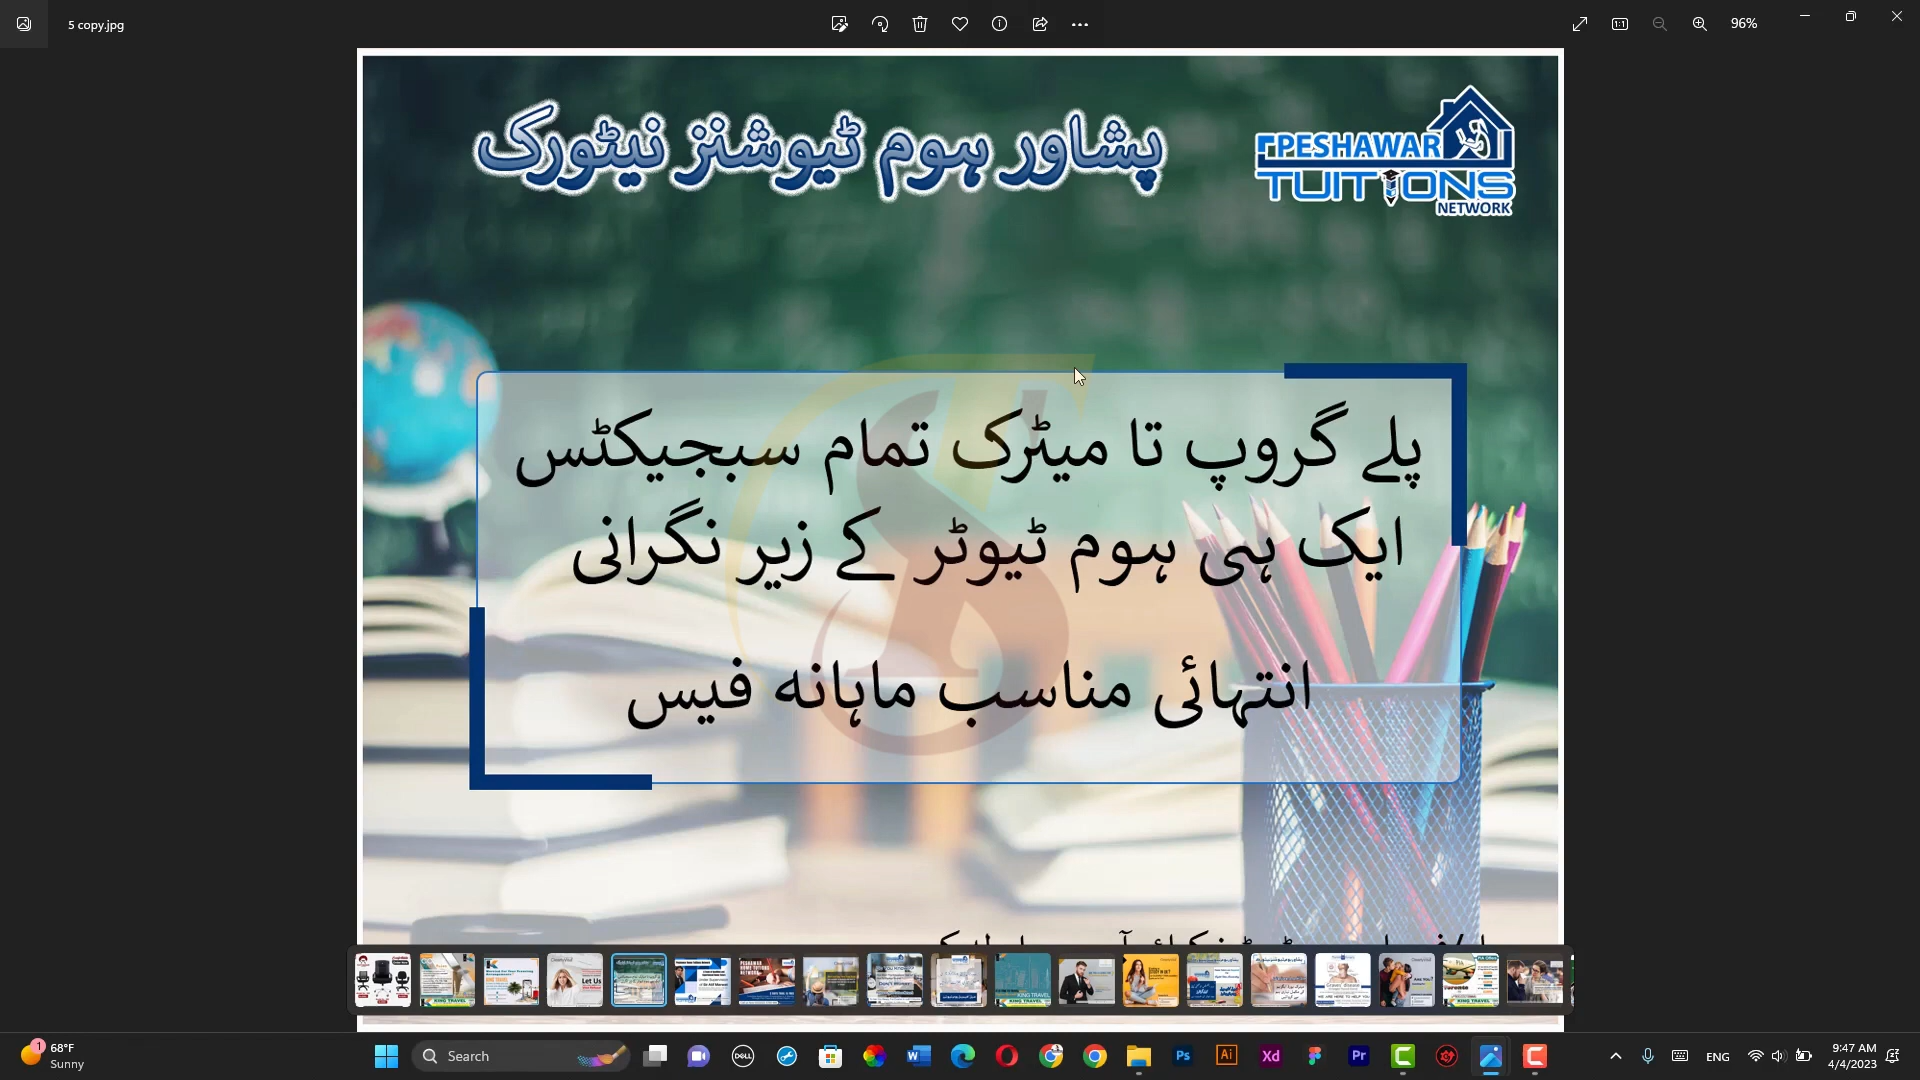 5 copy.jpg
96%
پشاور ہوم ٹیوشنز نیٹورک
PESHAWAR
TUITIONS
NETWORK
پلے گروپ تا میٹرک تمام سبجیکٹس
ایک ہی ہوم ٹیوٹر کے زیر نگرانی
انتہائی مناسب ماہانہ فیس
1
68°F
Sunny
Search
ENG
9:47 AM
4/4/2023